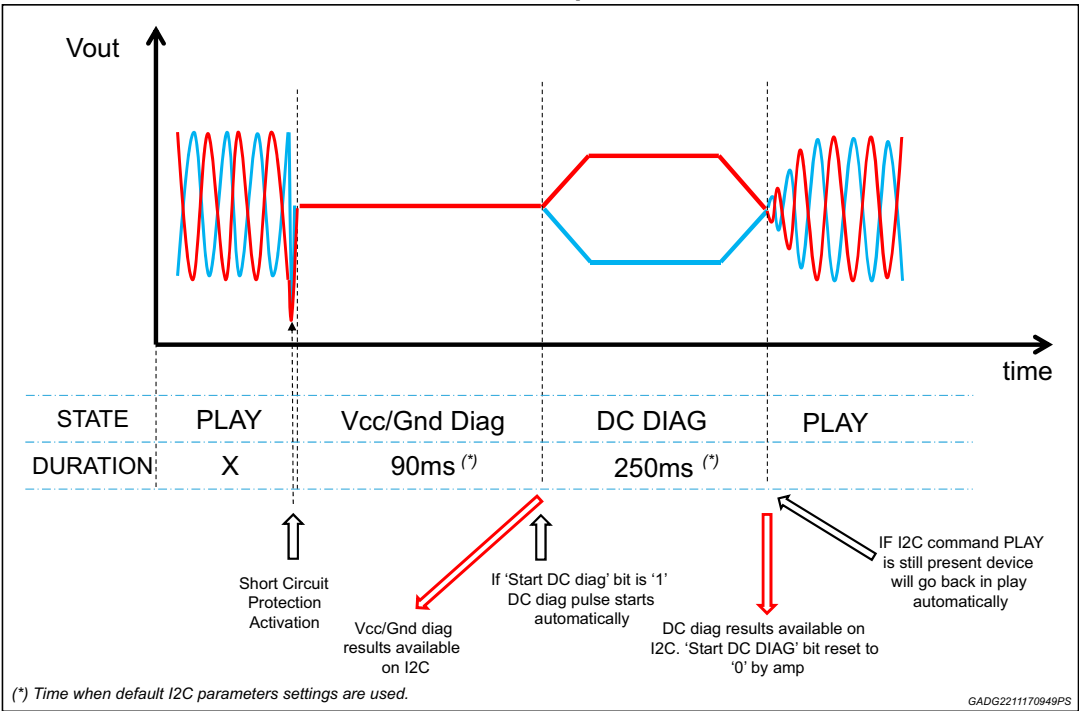 Vout
time
STATE PLAY Vcc/Gnd Diag DC DIAG PLAY
DURATION X 90ms (*) 250ms (*)
Short Circuit
Protection
Activation
Vcc/Gnd diag
results available
on I2C
If ‘Start DC diag’ bit is ‘1’
DC diag pulse starts
automatically
DC diag results available on
I2C. ‘Start DC DIAG’ bit reset to
‘0’ by amp
IF I2C command PLAY
is still present device
will go back in play
automatically
(*) Time when default I2C parameters settings are used.
GADG2211170949PS